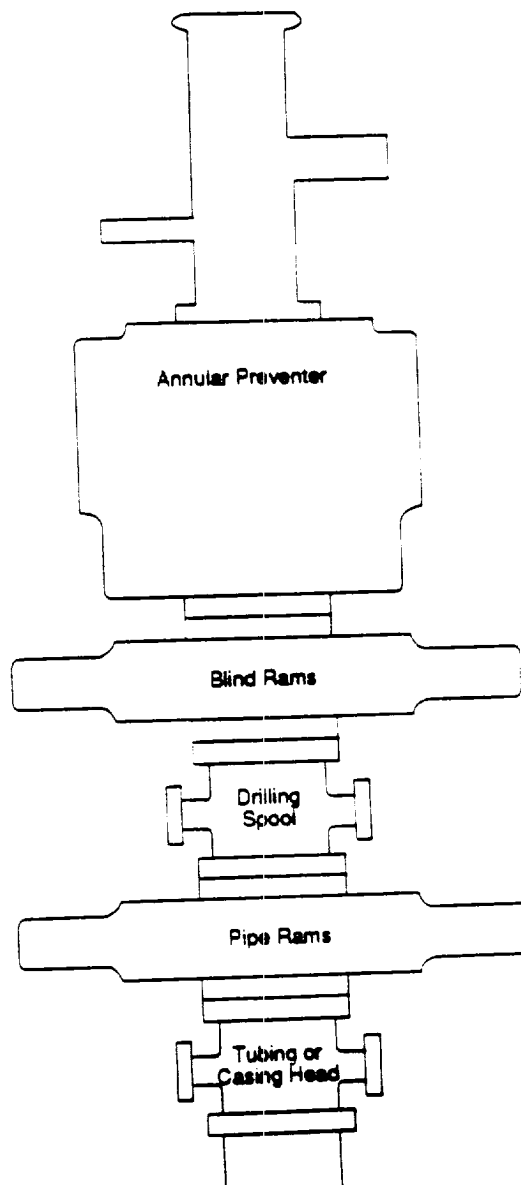 Annular Preventer
Blind Rams
Drilling
Spool
Pipe Rams
Tubing or
Casing Head